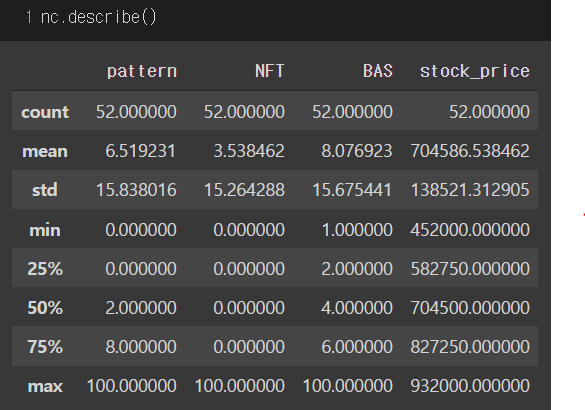 1 nc.describe()
pattern NFT BAS stock_price
count 52.000000 52.000000 52.000000 52.000000
mean 6.519231 3.538462 8.076923 704586.538462
std 15.838016 15.264288 15.675441 138521.312905
min 0.000000 0.000000 1.000000 452000.000000
25% 0.000000 0.000000 2.000000 582750.000000
50% 2.000000 0.000000 4.000000 704500.000000
75% 8.000000 0.000000 6.000000 827250.000000
max 100.000000 100.000000 100.000000 932000.000000